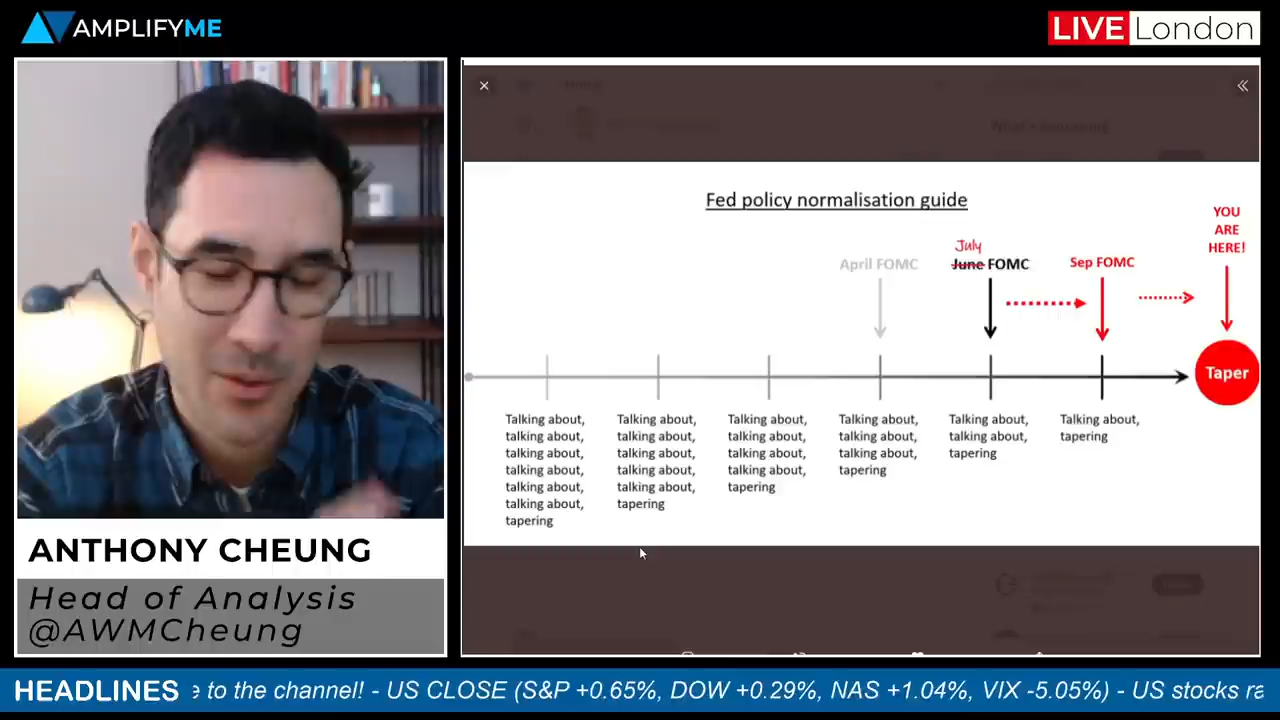 AMPLIFYME
LIVE London
Fed policy normalisation guide
YOU
ARE
HERE!
July
April FOMC
June FOMC
Sep FOMC
Taper
Talking about,
talking about,
talking about,
talking about,
talking about,
talking about,
tapering
Talking about,
talking about,
talking about,
talking about,
talking about,
tapering
Talking about,
talking about,
talking about,
talking about,
tapering
Talking about,
talking about,
talking about,
tapering
Talking about,
talking about,
tapering
Talking about,
tapering
ANTHONY CHEUNG
Head of Analysis
@AWMCheung
HEADLINES e to the channel! - US CLOSE (S&P +0.65%, DOW +0.29%, NAS +1.04%, VIX -5.05%) - US stocks ra